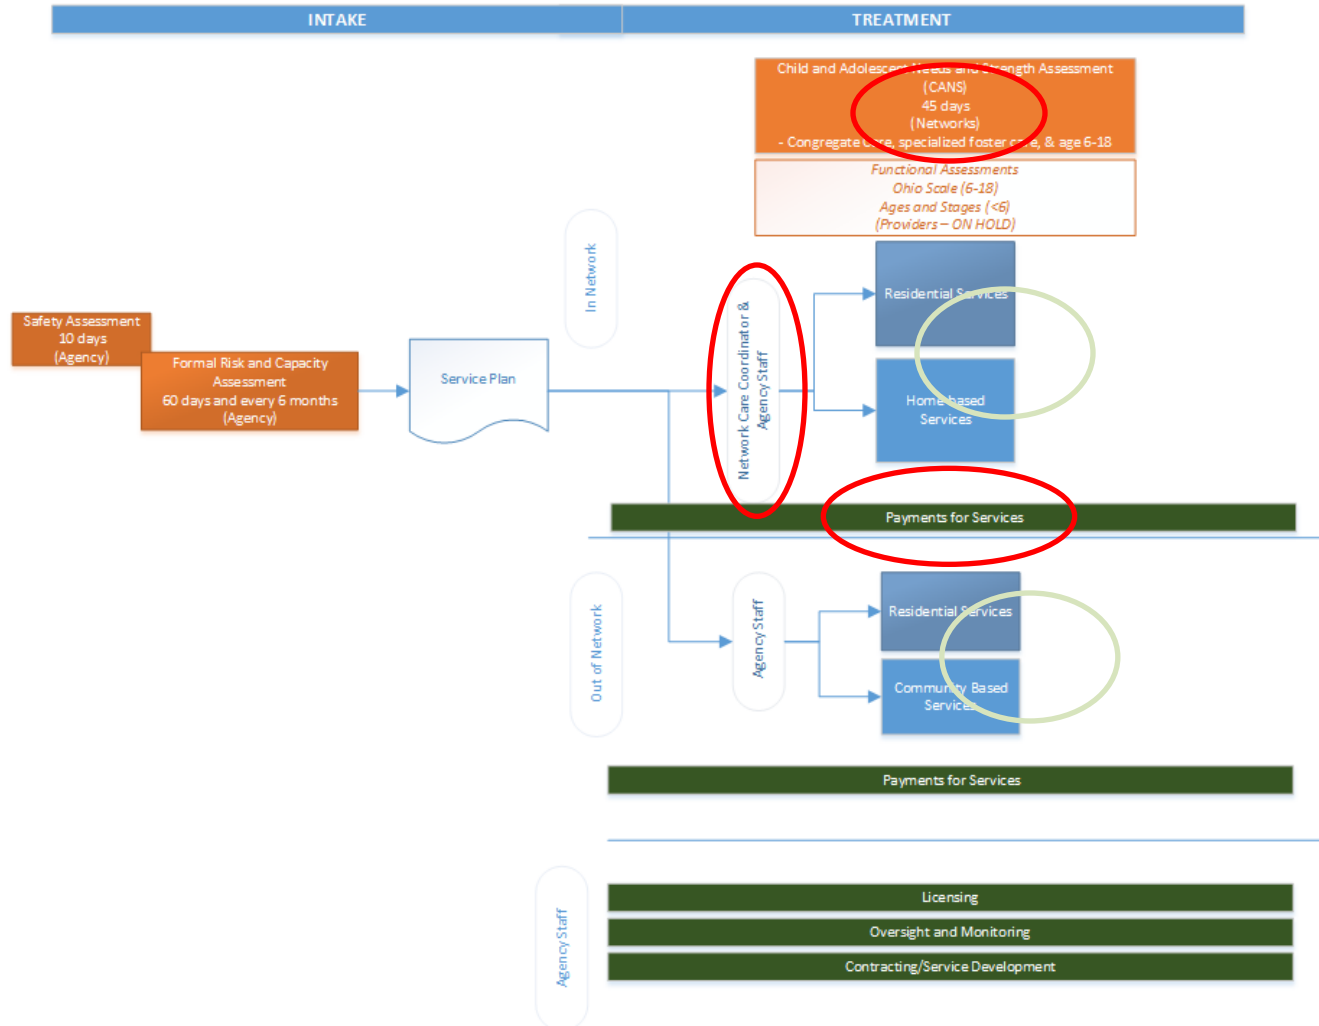 INTAKE
TREATMENT
Child and Adolescent Needs and Strength Assessment
(CANS)
45 days
(Networks)
- Congregate Care, specialized foster care, & age 6-18
Functional Assessments
Ohio Scale (6-18)
Ages and Stages (<6)
(Providers – ON HOLD)
In Network
Safety Assessment
10 days
(Agency)
Formal Risk and Capacity
Assessment
60 days and every 6 months
(Agency)
Service Plan
Network Care Coordinator &
Agency Staff
Residential Services
Home-based
Services
Payments for Services
Out of Network
Agency Staff
Residential Services
Community Based
Services
Payments for Services
Agency Staff
Licensing
Oversight and Monitoring
Contracting/Service Development